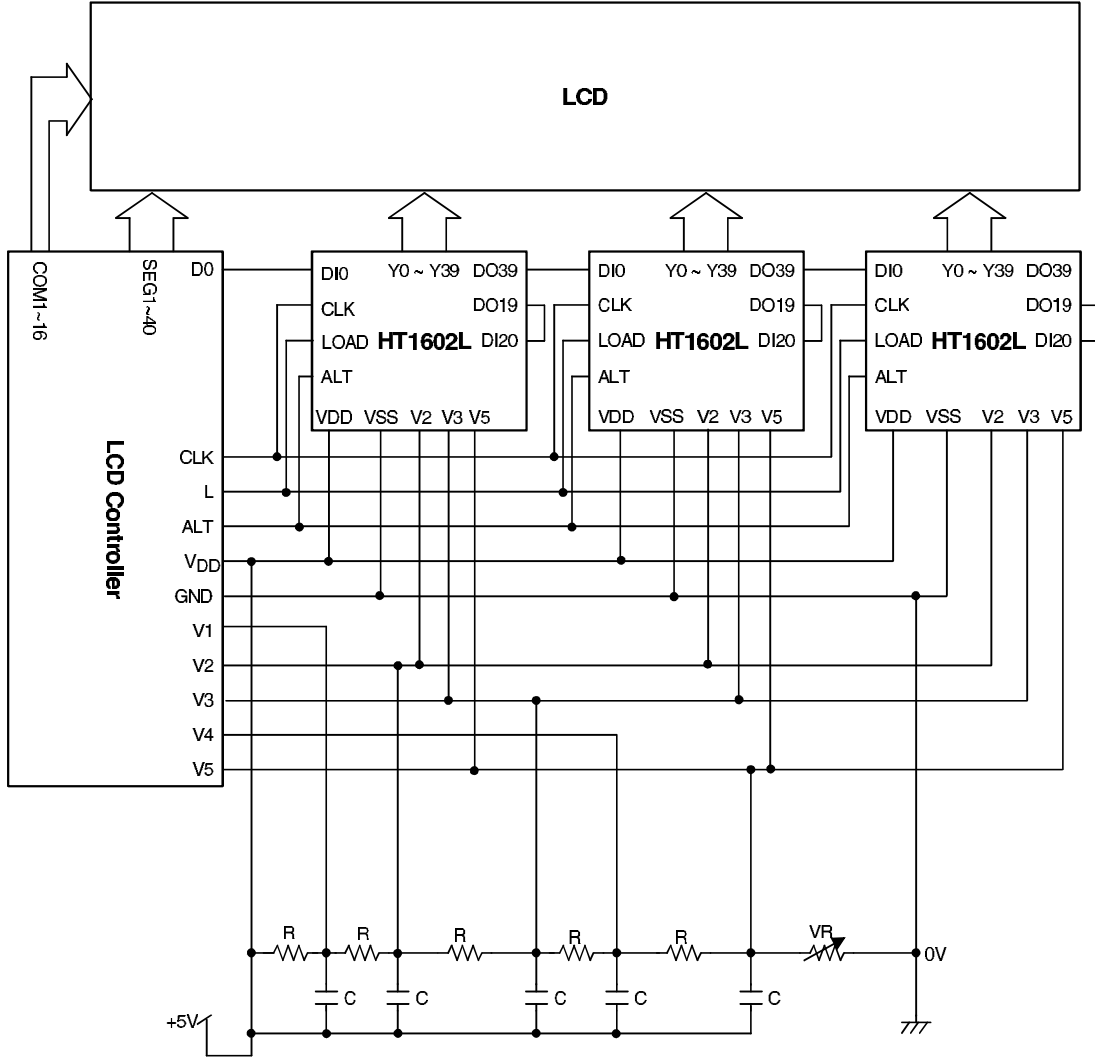 LCD
COM1~16
SEG1~40
D0
LCD Controller
CLK
L
ALT
VDD
GND
V1
V2
V3
V4
V5
DI0
Y0 ~ Y39
DO39
CLK
DO19
LOAD
HT1602L
DI20
ALT
VDD
VSS
V2
V3
V5
DI0
Y0 ~ Y39
DO39
CLK
DO19
LOAD
HT1602L
DI20
ALT
VDD
VSS
V2
V3
V5
DI0
Y0 ~ Y39
DO39
CLK
DO19
LOAD
HT1602L
DI20
ALT
VDD
VSS
V2
V3
V5
R
R
R
R
R
VR
0V
C
C
C
C
C
+5V